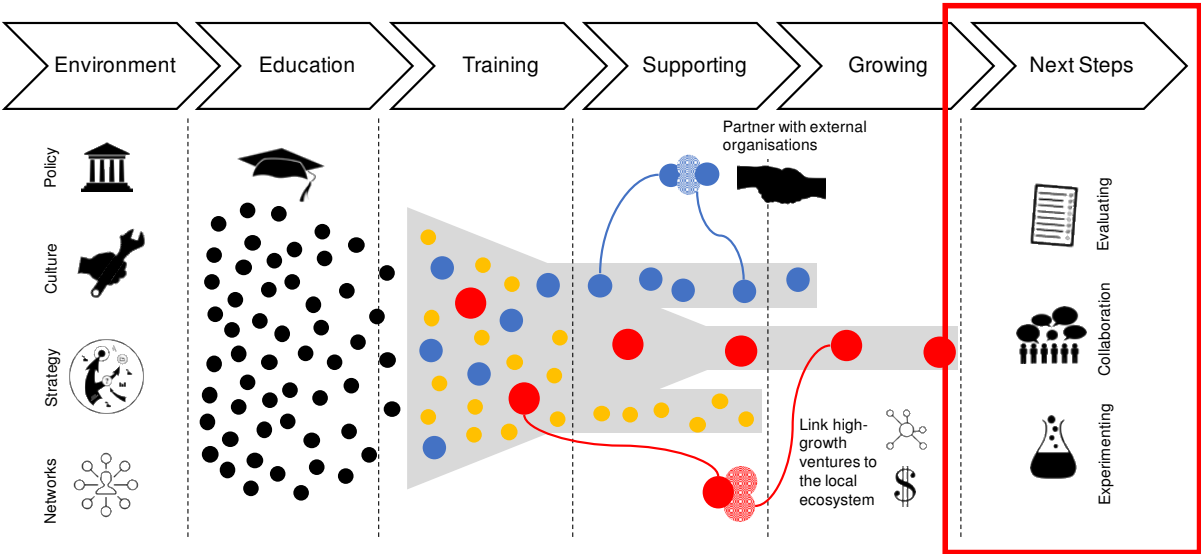 Environment
Education
Training
Supporting
Growing
Next Steps
Policy
Culture
Strategy
Networks
Partner with external
organisations
Link high-
growth
ventures to
the local
ecosystem
$
Evaluating
Collaboration
Experimenting